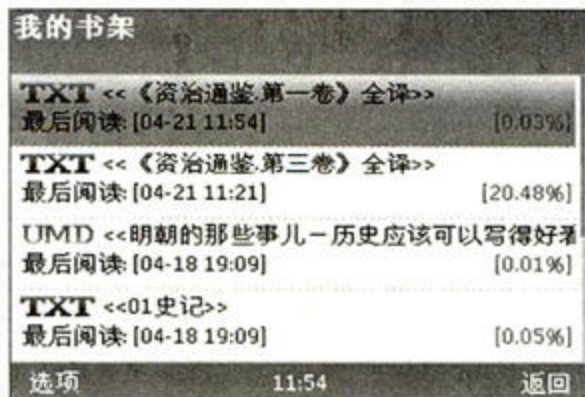 我的书架
TXT <<《资治通鉴.第一卷》全译>>
最后阅读: [04-21 11:54] [0.03%]
TXT <<《资治通鉴.第三卷》全译>>
最后阅读: [04-21 11:21] [20.48%]
UMD <<明朝的那些事儿－历史应该可以写得好看
最后阅读: [04-18 19:09] [0.01%]
TXT <<01史记>>
最后阅读: [04-18 19:09] [0.05%]
选项 11:54 返回